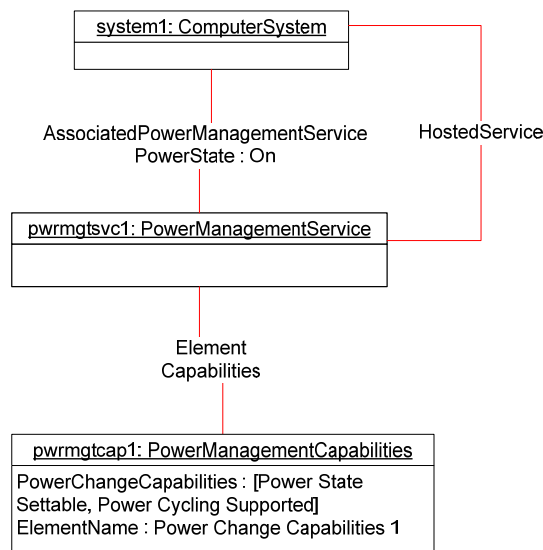 system1: ComputerSystem
AssociatedPowerManagementService
PowerState : On
HostedService
pwrmgtsvc1: PowerManagementService
Element
Capabilities
pwrmgtcap1: PowerManagementCapabilities
PowerChangeCapabilities : [Power State
Settable, Power Cycling Supported]
ElementName : Power Change Capabilities 1